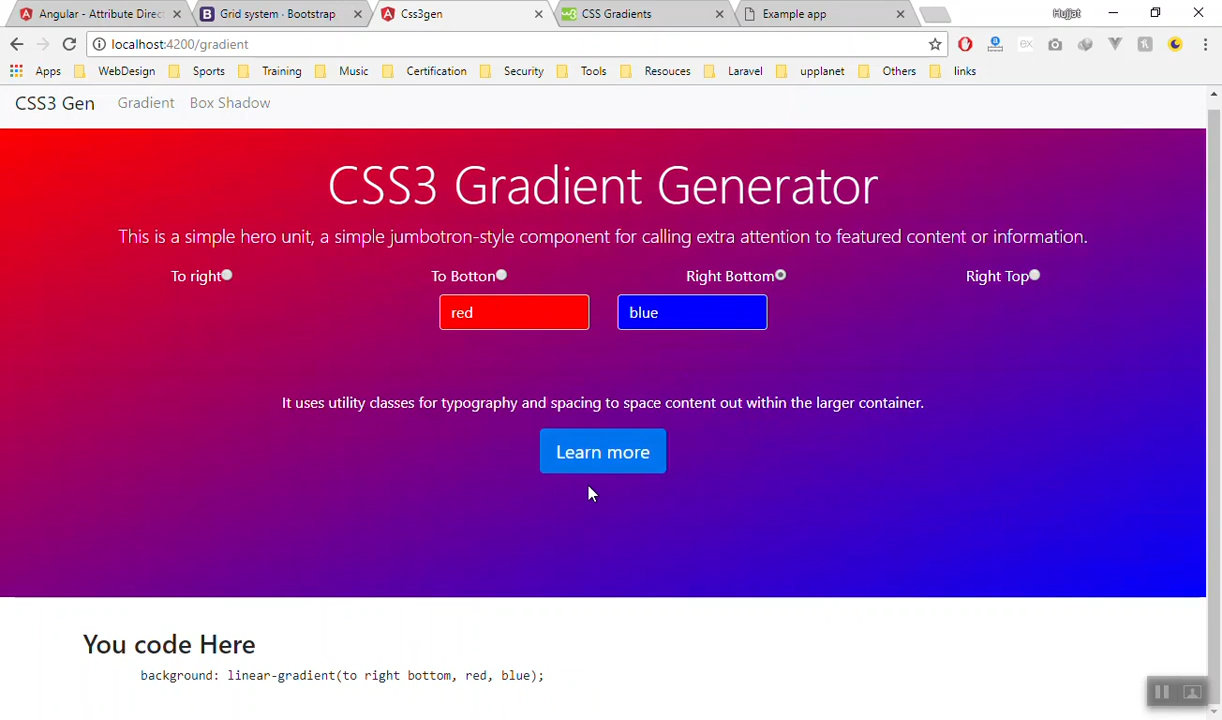 Angular - Attribute Direc
Grid system · Bootstrap
Css3gen
CSS Gradients
Example app
Hujjat
localhost:4200/gradient
Apps
WebDesign
Sports
Training
Music
Certification
Security
Tools
Resouces
Laravel
upplanet
Others
links
CSS3 Gen Gradient Box Shadow
CSS3 Gradient Generator
This is a simple hero unit, a simple jumbotron-style component for calling extra attention to featured content or information.
To right To Botton Right Bottom Right Top
red blue
It uses utility classes for typography and spacing to space content out within the larger container.
Learn more
You code Here
background: linear-gradient(to right bottom, red, blue);